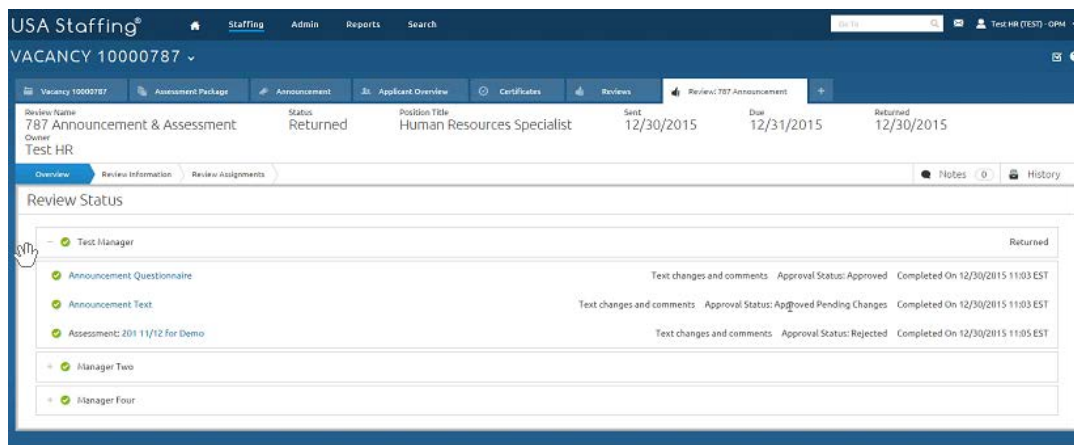 USA Staffing®
Staffing Admin Reports Search
Go To
Test HR (TEST) - OPM
VACANCY 10000787
Vacancy 10000787 Assessment Package Announcement Applicant Overview Certificates Reviews Review: 787 Announcement +
Review Name Status Position Title Sent Due Returned
787 Announcement & Assessment Returned Human Resources Specialist 12/30/2015 12/31/2015 12/30/2015
Owner
Test HR
Overview Review Information Review Assignments Notes 0 History
Review Status
Test Manager Returned
Announcement Questionnaire Text changes and comments Approval Status: Approved Completed On 12/30/2015 11:03 EST
Announcement Text Text changes and comments Approval Status: Approved Pending Changes Completed On 12/30/2015 11:03 EST
Assessment: 201 11/12 for Demo Text changes and comments Approval Status: Rejected Completed On 12/30/2015 11:05 EST
Manager Two
Manager Four